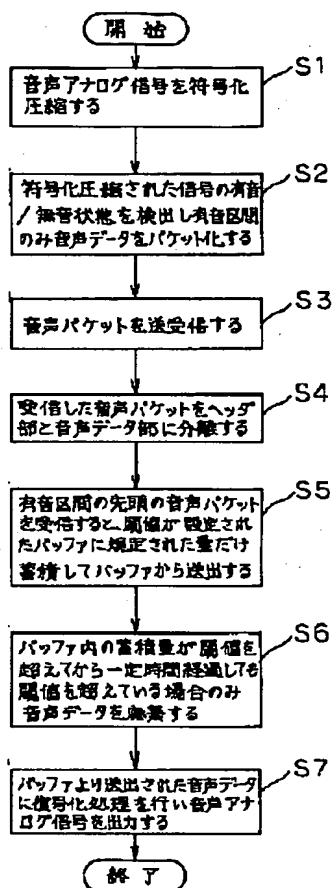 開始
S1
音声アナログ信号を符号化
圧縮する
S2
符号化圧縮された信号の有音
/無音状態を検出し有音区間
のみ音声データをパケット化する
S3
音声パケットを送受信する
S4
受信した音声パケットをヘッダ
部と音声データ部に分離する
S5
有音区間の先頭の音声パケット
を受信すると、閾値が設定され
たバッファに規定された量だけ
蓄積してバッファから送出する
S6
バッファ内の蓄積量が閾値を
超えてから一定時間経過しても
閾値を超えている場合のみ
音声データを廃棄する
S7
バッファより送出された音声データ
に復号化処理を行い音声アナ
ログ信号を出力する
終了